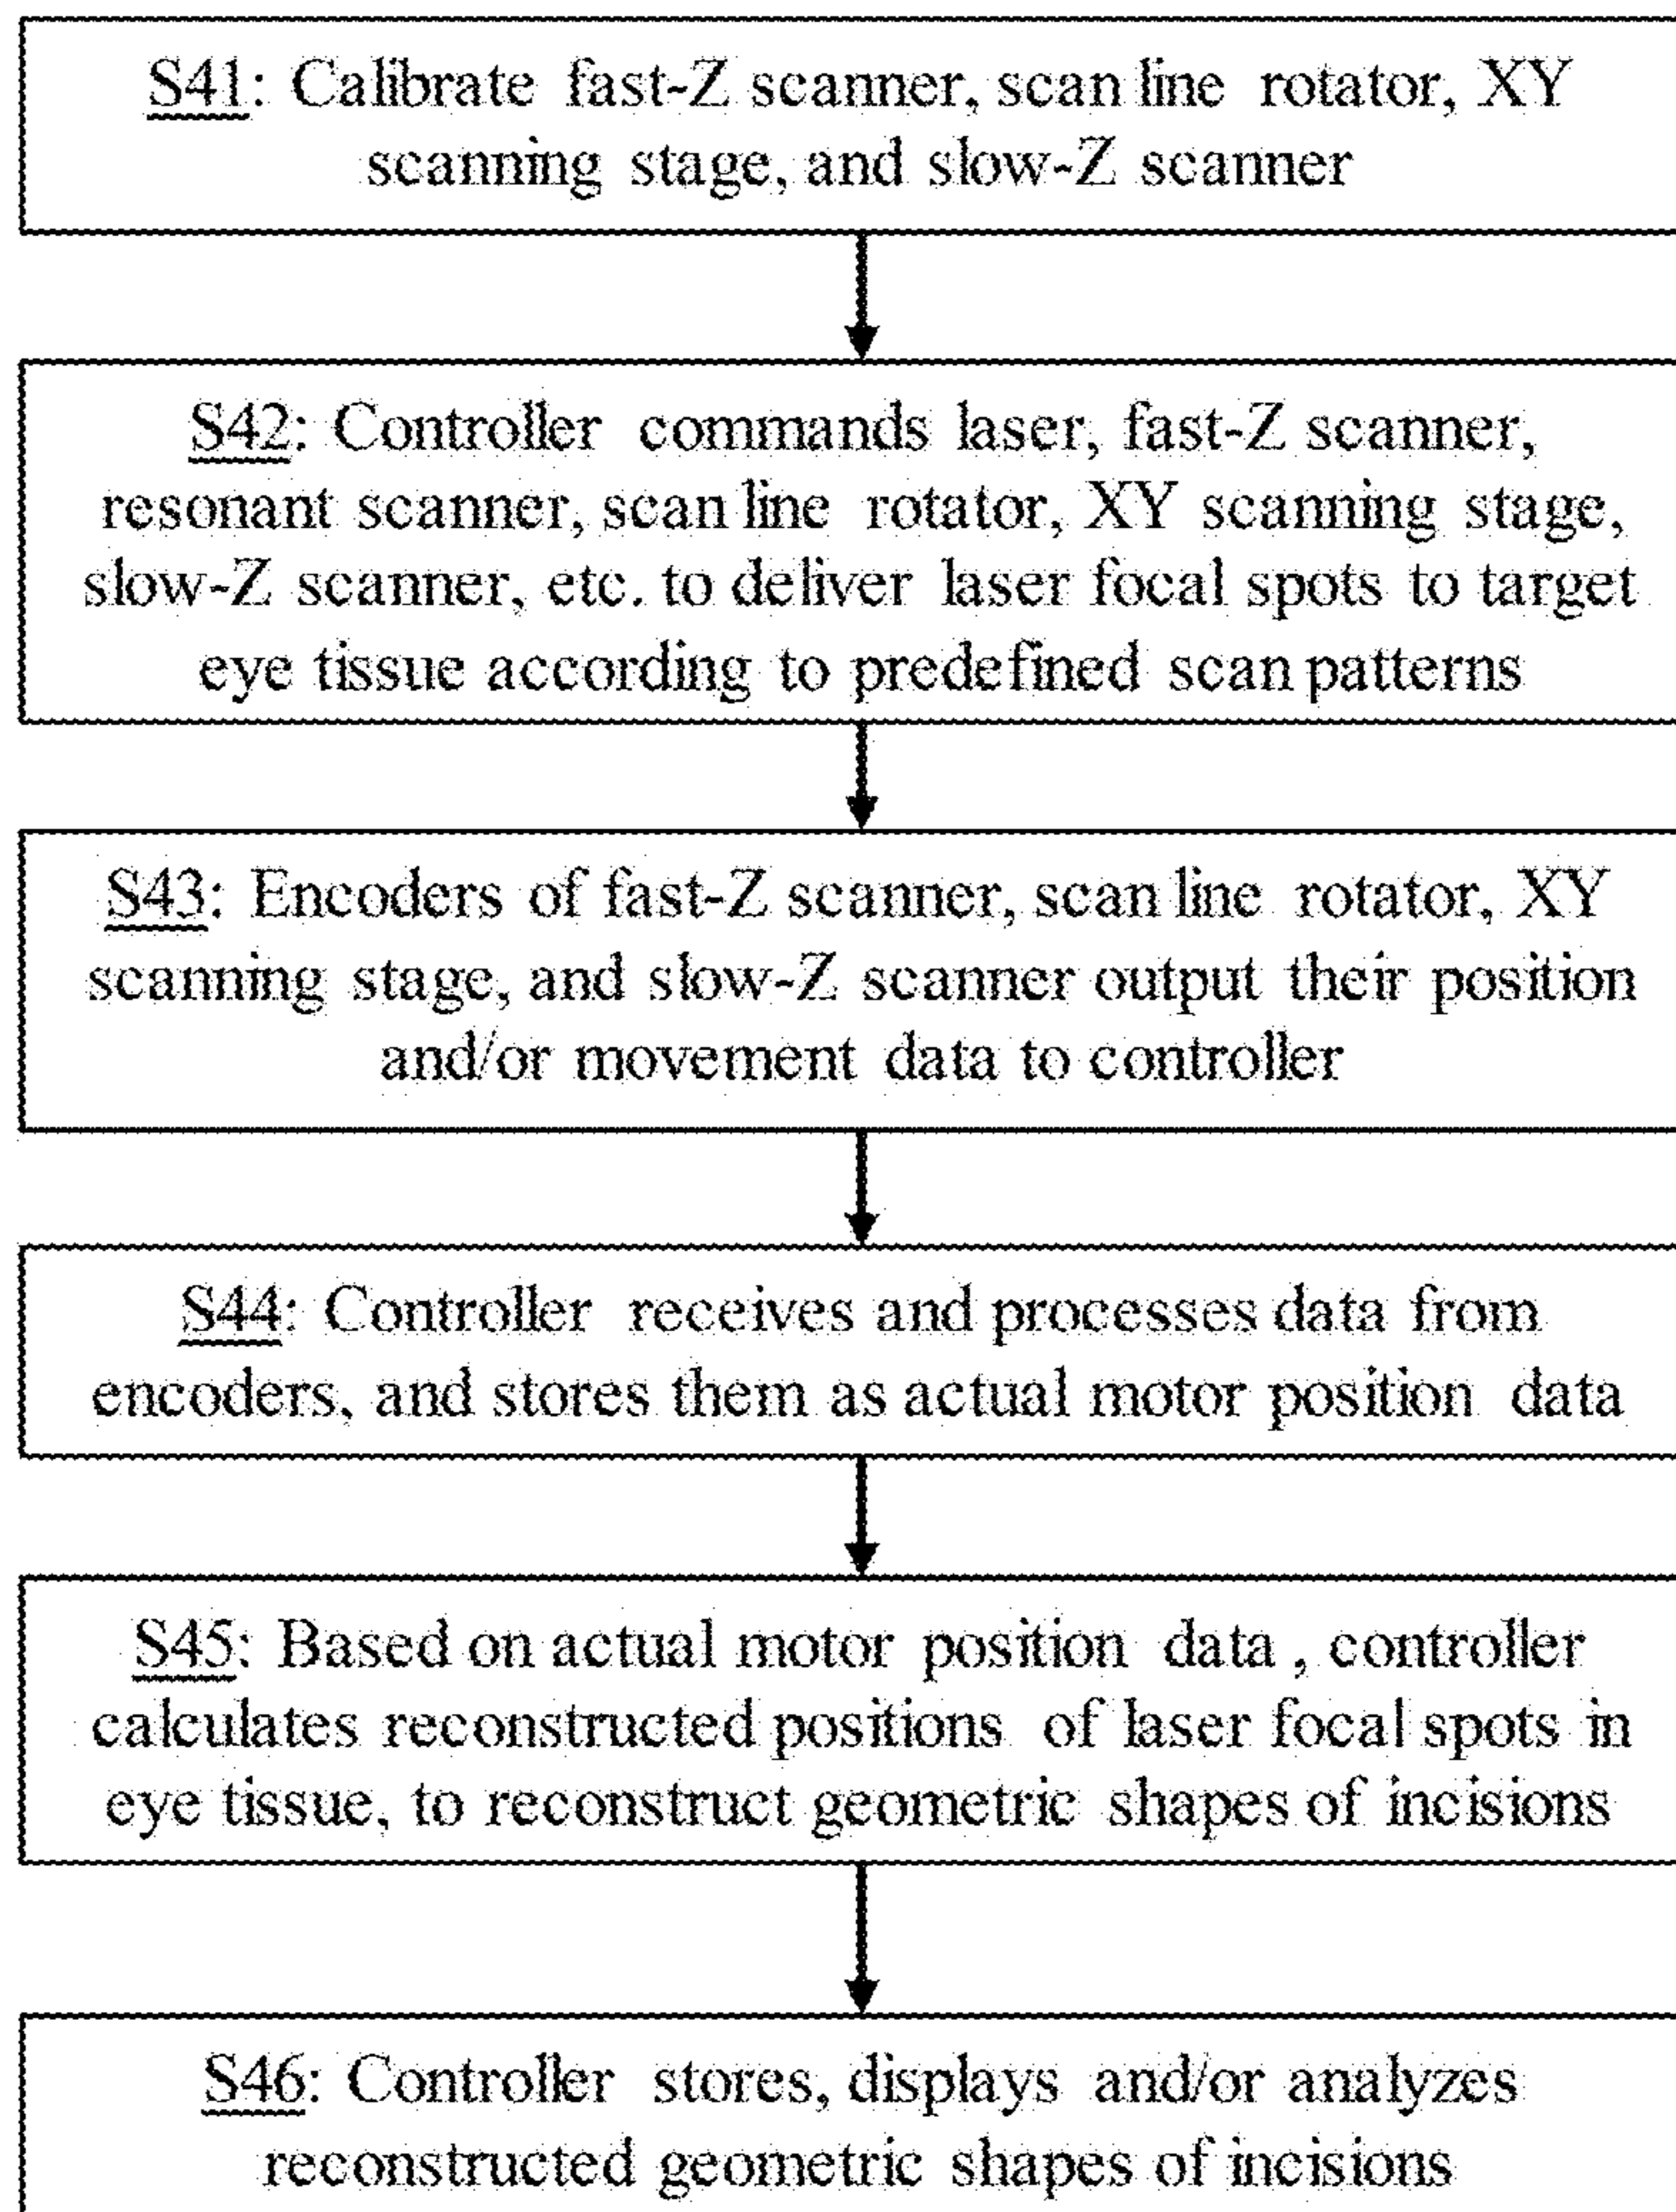 S41: Calibrate fast-Z scanner, scan line rotator, XY
scanning stage, and slow-Z scanner
S42: Controller commands laser, fast-Z scanner,
resonant scanner, scan line rotator, XY scanning stage,
slow-Z scanner, etc. to deliver laser focal spots to target
eye tissue according to predefined scan patterns
S43: Encoders of fast-Z scanner, scan line rotator, XY
scanning stage, and slow-Z scanner output their position
and/or movement data to controller
S44: Controller receives and processes data from
encoders, and stores them as actual motor position data
S45: Based on actual motor position data , controller
calculates reconstructed positions of laser focal spots in
eye tissue, to reconstruct geometric shapes of incisions
S46: Controller stores, displays and/or analyzes
reconstructed geometric shapes of incisions